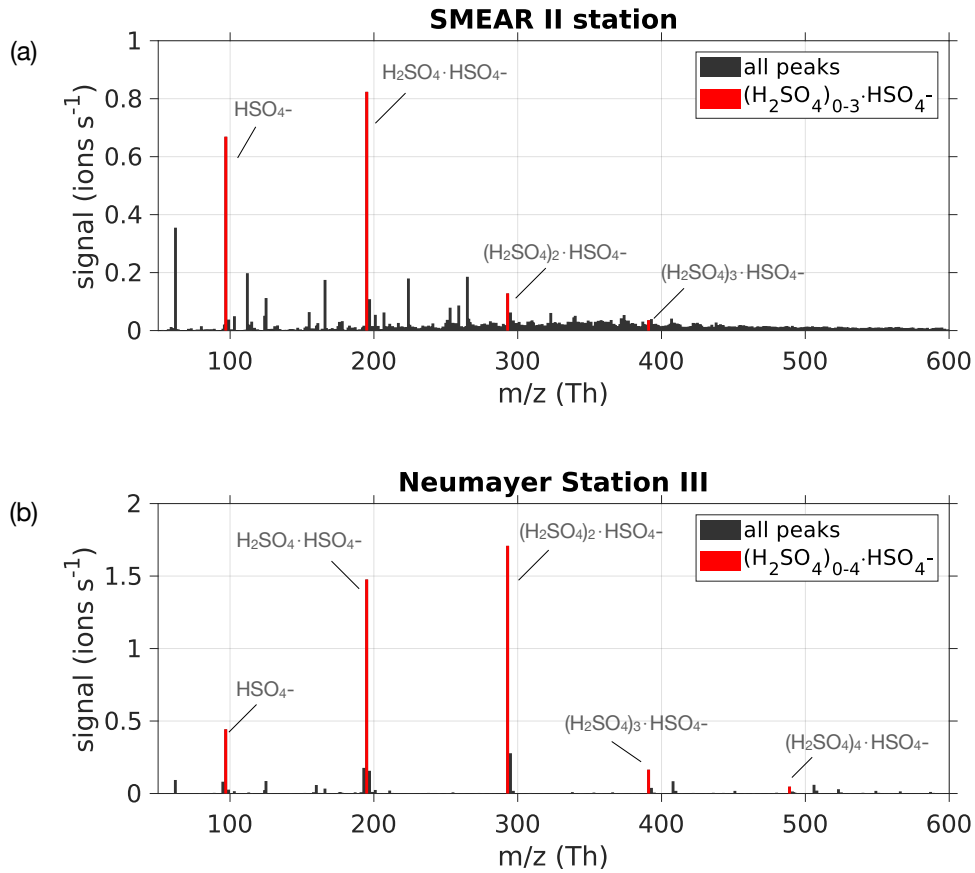 SMEAR II station
(a)
1
0.8
0.6
0.4
0.2
0
signal (ions s⁻¹)
HSO₄-
H₂SO₄·HSO₄-
(H₂SO₄)₂·HSO₄-
(H₂SO₄)₃·HSO₄-
all peaks
(H₂SO₄)₀₋₃·HSO₄-
100 200 300 400 500 600
m/z (Th)
Neumayer Station III
(b)
2
1.5
1
0.5
0
signal (ions s⁻¹)
HSO₄-
H₂SO₄·HSO₄-
(H₂SO₄)₂·HSO₄-
(H₂SO₄)₃·HSO₄-
(H₂SO₄)₄·HSO₄-
all peaks
(H₂SO₄)₀₋₄·HSO₄-
100 200 300 400 500 600
m/z (Th)